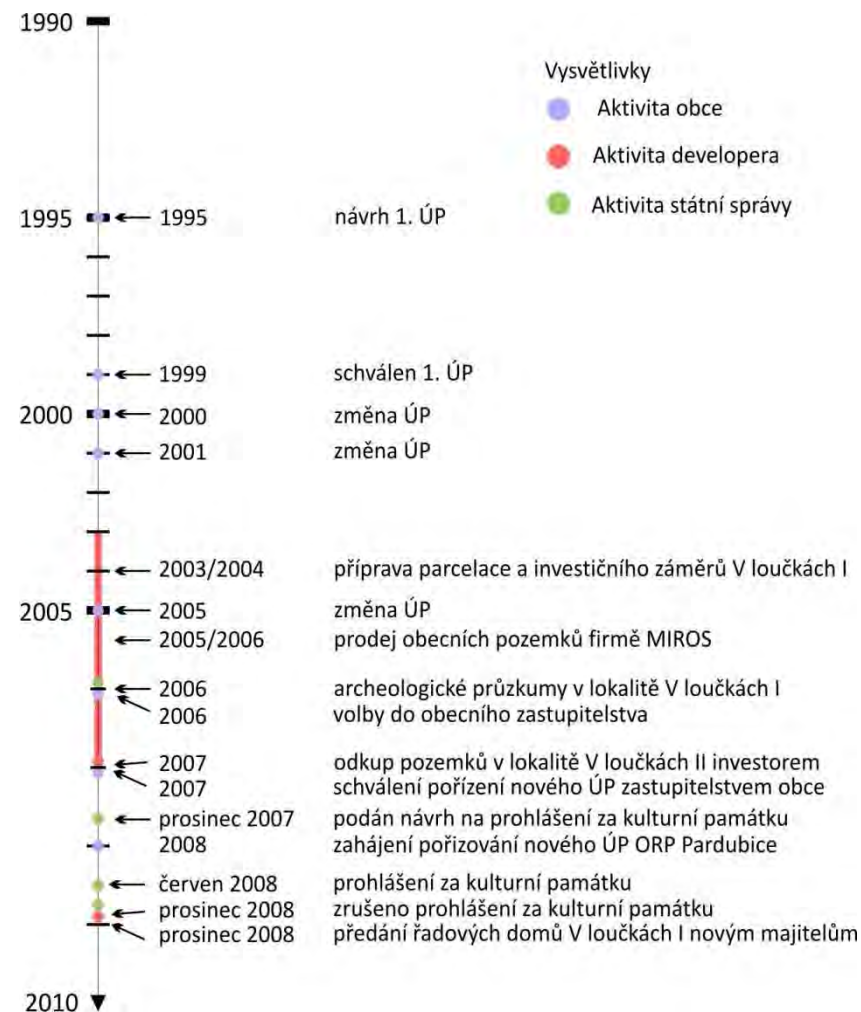 1990
Vysvětlivky
Aktivita obce
Aktivita developera
Aktivita státní správy
1995 1995 návrh 1. ÚP
1999 schválen 1. ÚP
2000 2000 změna ÚP
2001 změna ÚP
2003/2004 příprava parcelace a investičního záměrů V loučkách I
2005 2005 změna ÚP
2005/2006 prodej obecních pozemků firmě MIROS
2006 archeologické průzkumy v lokalitě V loučkách I
2006 volby do obecního zastupitelstva
2007 odkup pozemků v lokalitě V loučkách II investorem
2007 schválení pořízení nového ÚP zastupitelstvem obce
prosinec 2007 podán návrh na prohlášení za kulturní památku
2008 zahájení pořizování nového ÚP ORP Pardubice
červen 2008 prohlášení za kulturní památku
prosinec 2008 zrušeno prohlášení za kulturní památku
prosinec 2008 předání řadových domů V loučkách I novým majitelům
2010